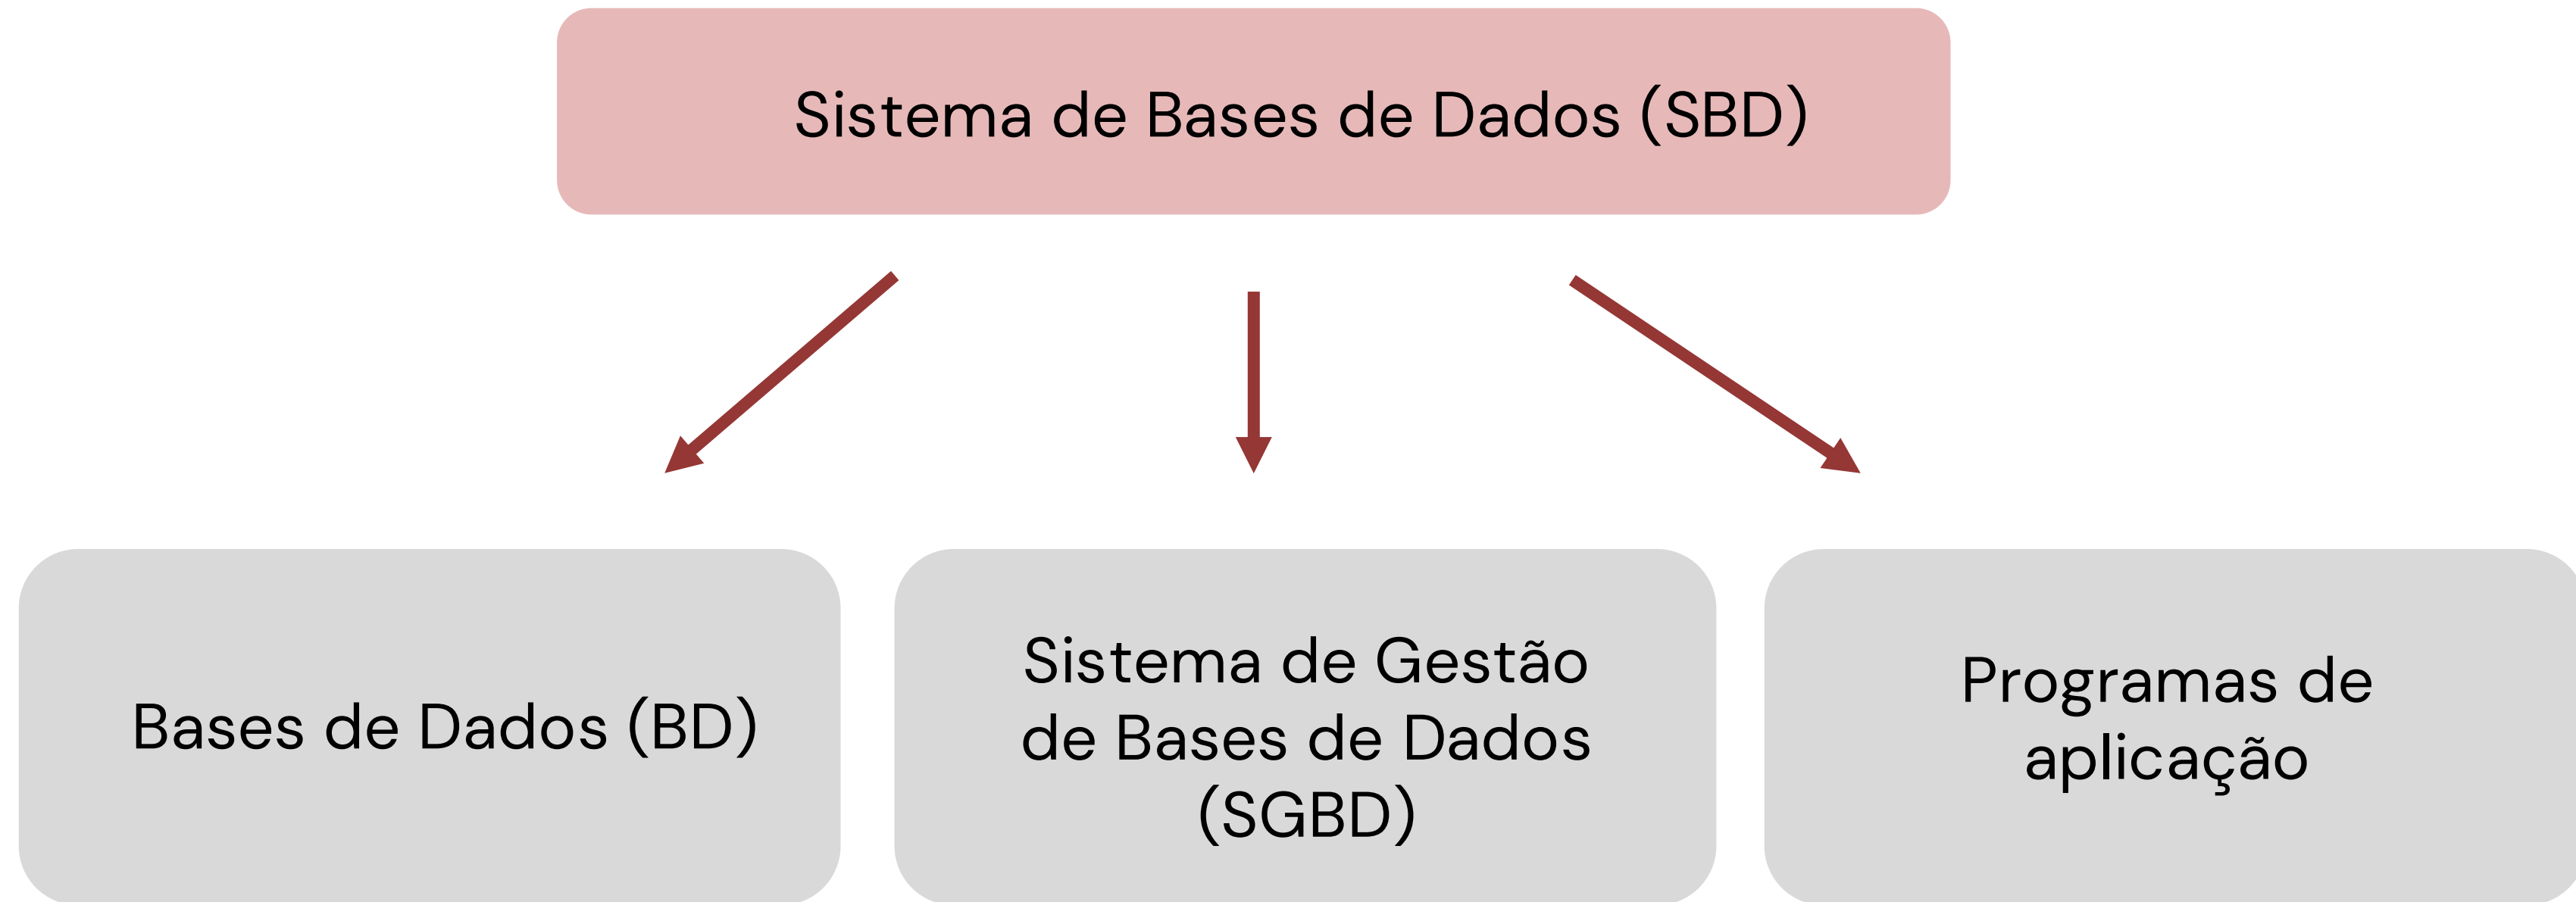 Sistema de Bases de Dados (SBD)
Bases de Dados (BD)
Sistema de Gestão
de Bases de Dados
(SGBD)
Programas de
aplicação